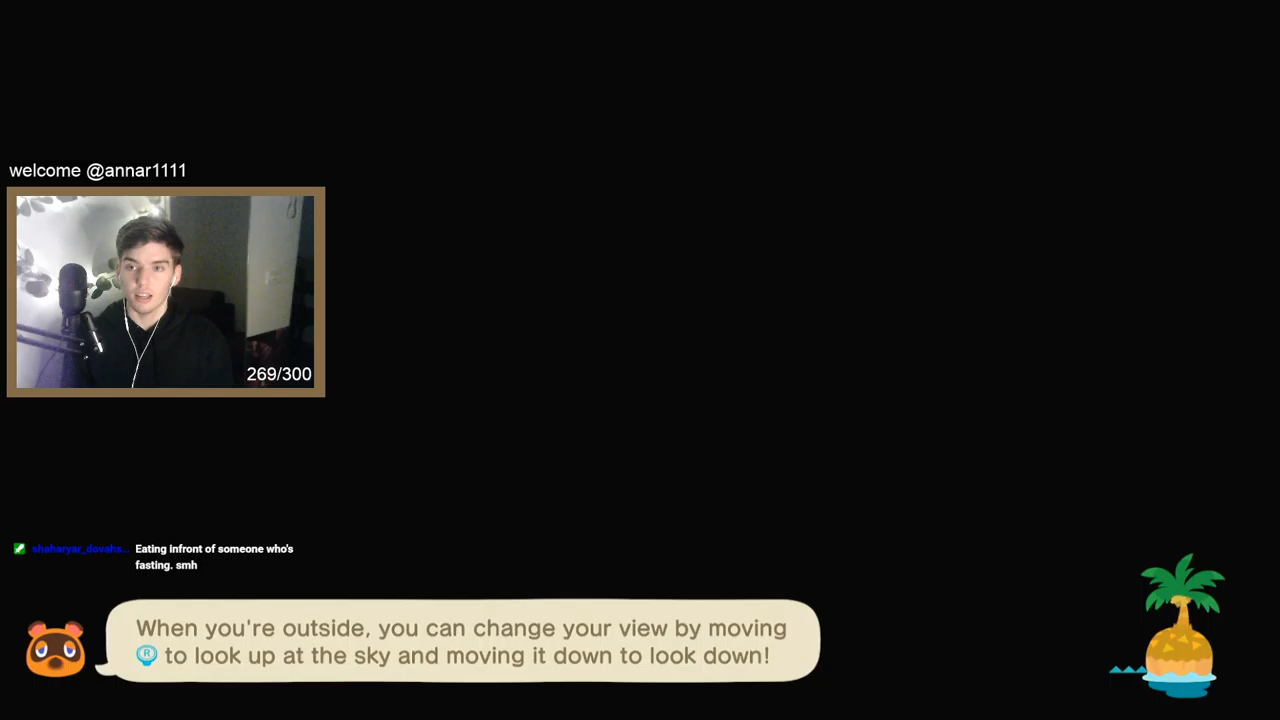 welcome @annar1111
269/300
shaharyar_dovahs... Eating infront of someone who's
fasting. smh
When you're outside, you can change your view by moving
R to look up at the sky and moving it down to look down!